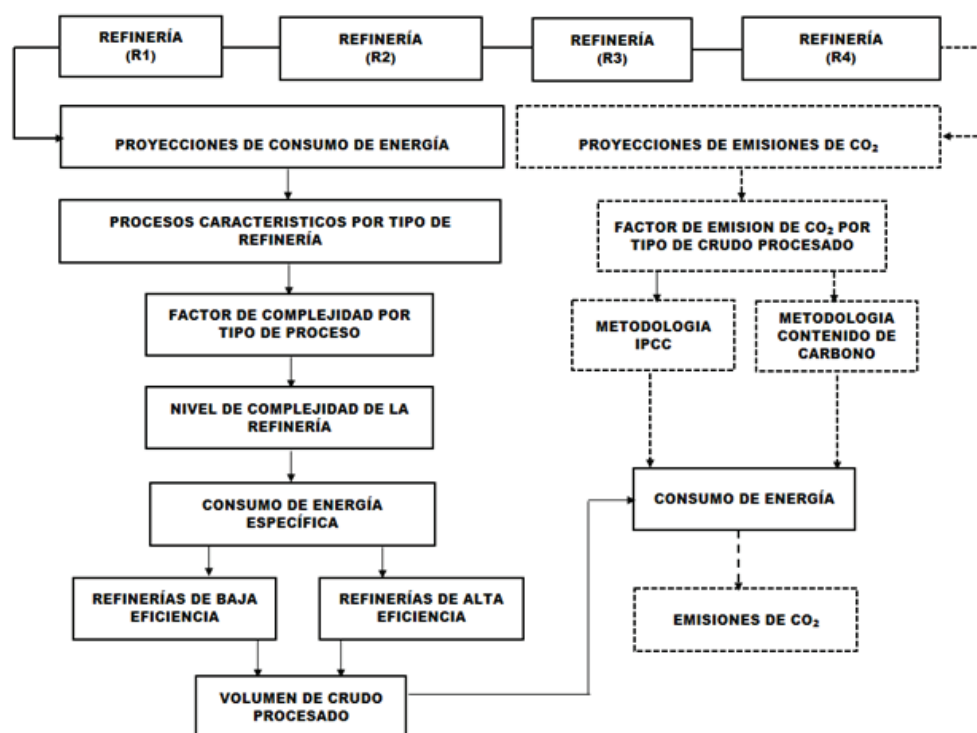 REFINERÍA
(R1)
REFINERÍA
(R2)
REFINERÍA
(R3)
REFINERÍA
(R4)
PROYECCIONES DE CONSUMO DE ENERGÍA
PROYECCIONES DE EMISIONES DE CO₂
PROCESOS CARACTERISTICOS POR TIPO DE
REFINERÍA
FACTOR DE EMISION DE CO₂ POR
TIPO DE CRUDO PROCESADO
FACTOR DE COMPLEJIDAD POR
TIPO DE PROCESO
METODOLOGIA
IPCC
METODOLOGIA
CONTENIDO DE
CARBONO
NIVEL DE COMPLEJIDAD DE LA
REFINERÍA
CONSUMO DE ENERGÍA
ESPECÍFICA
CONSUMO DE ENERGÍA
REFINERÍAS DE BAJA
EFICIENCIA
REFINERÍAS DE ALTA
EFICIENCIA
EMISIONES DE CO₂
VOLUMEN DE CRUDO
PROCESADO